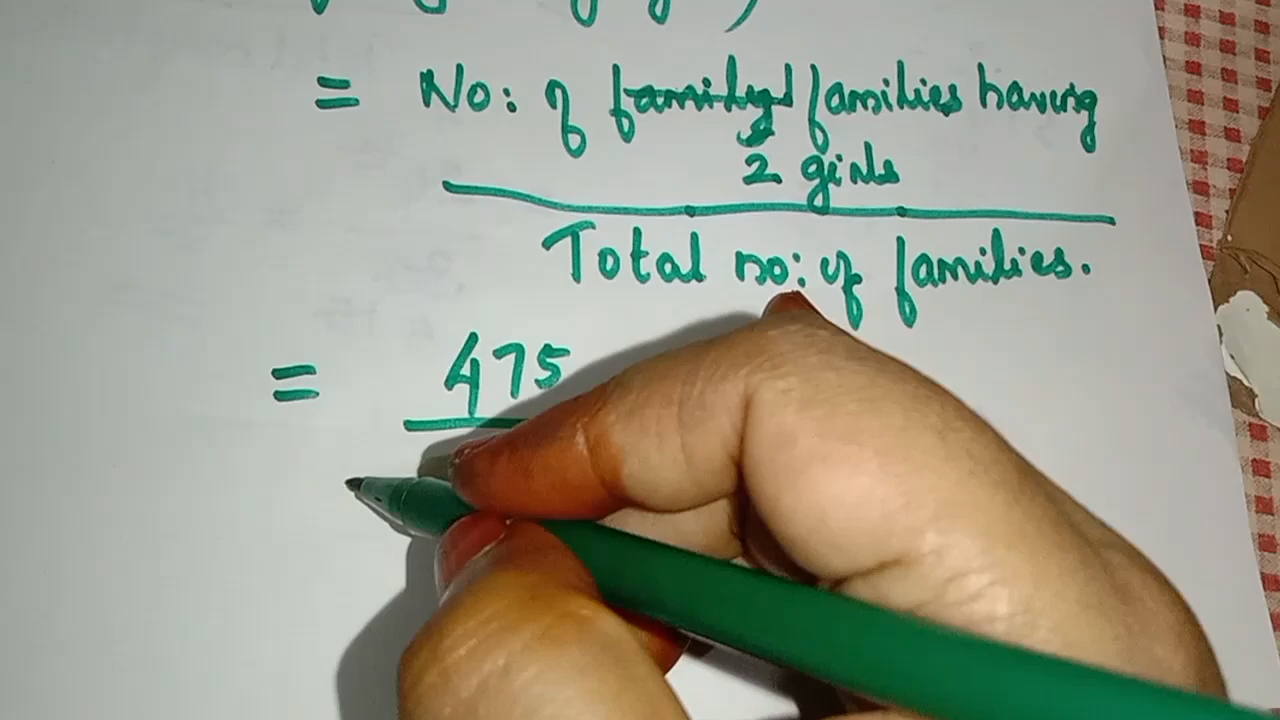 = No: of family families having
2 girls
Total no: of families.
= 475